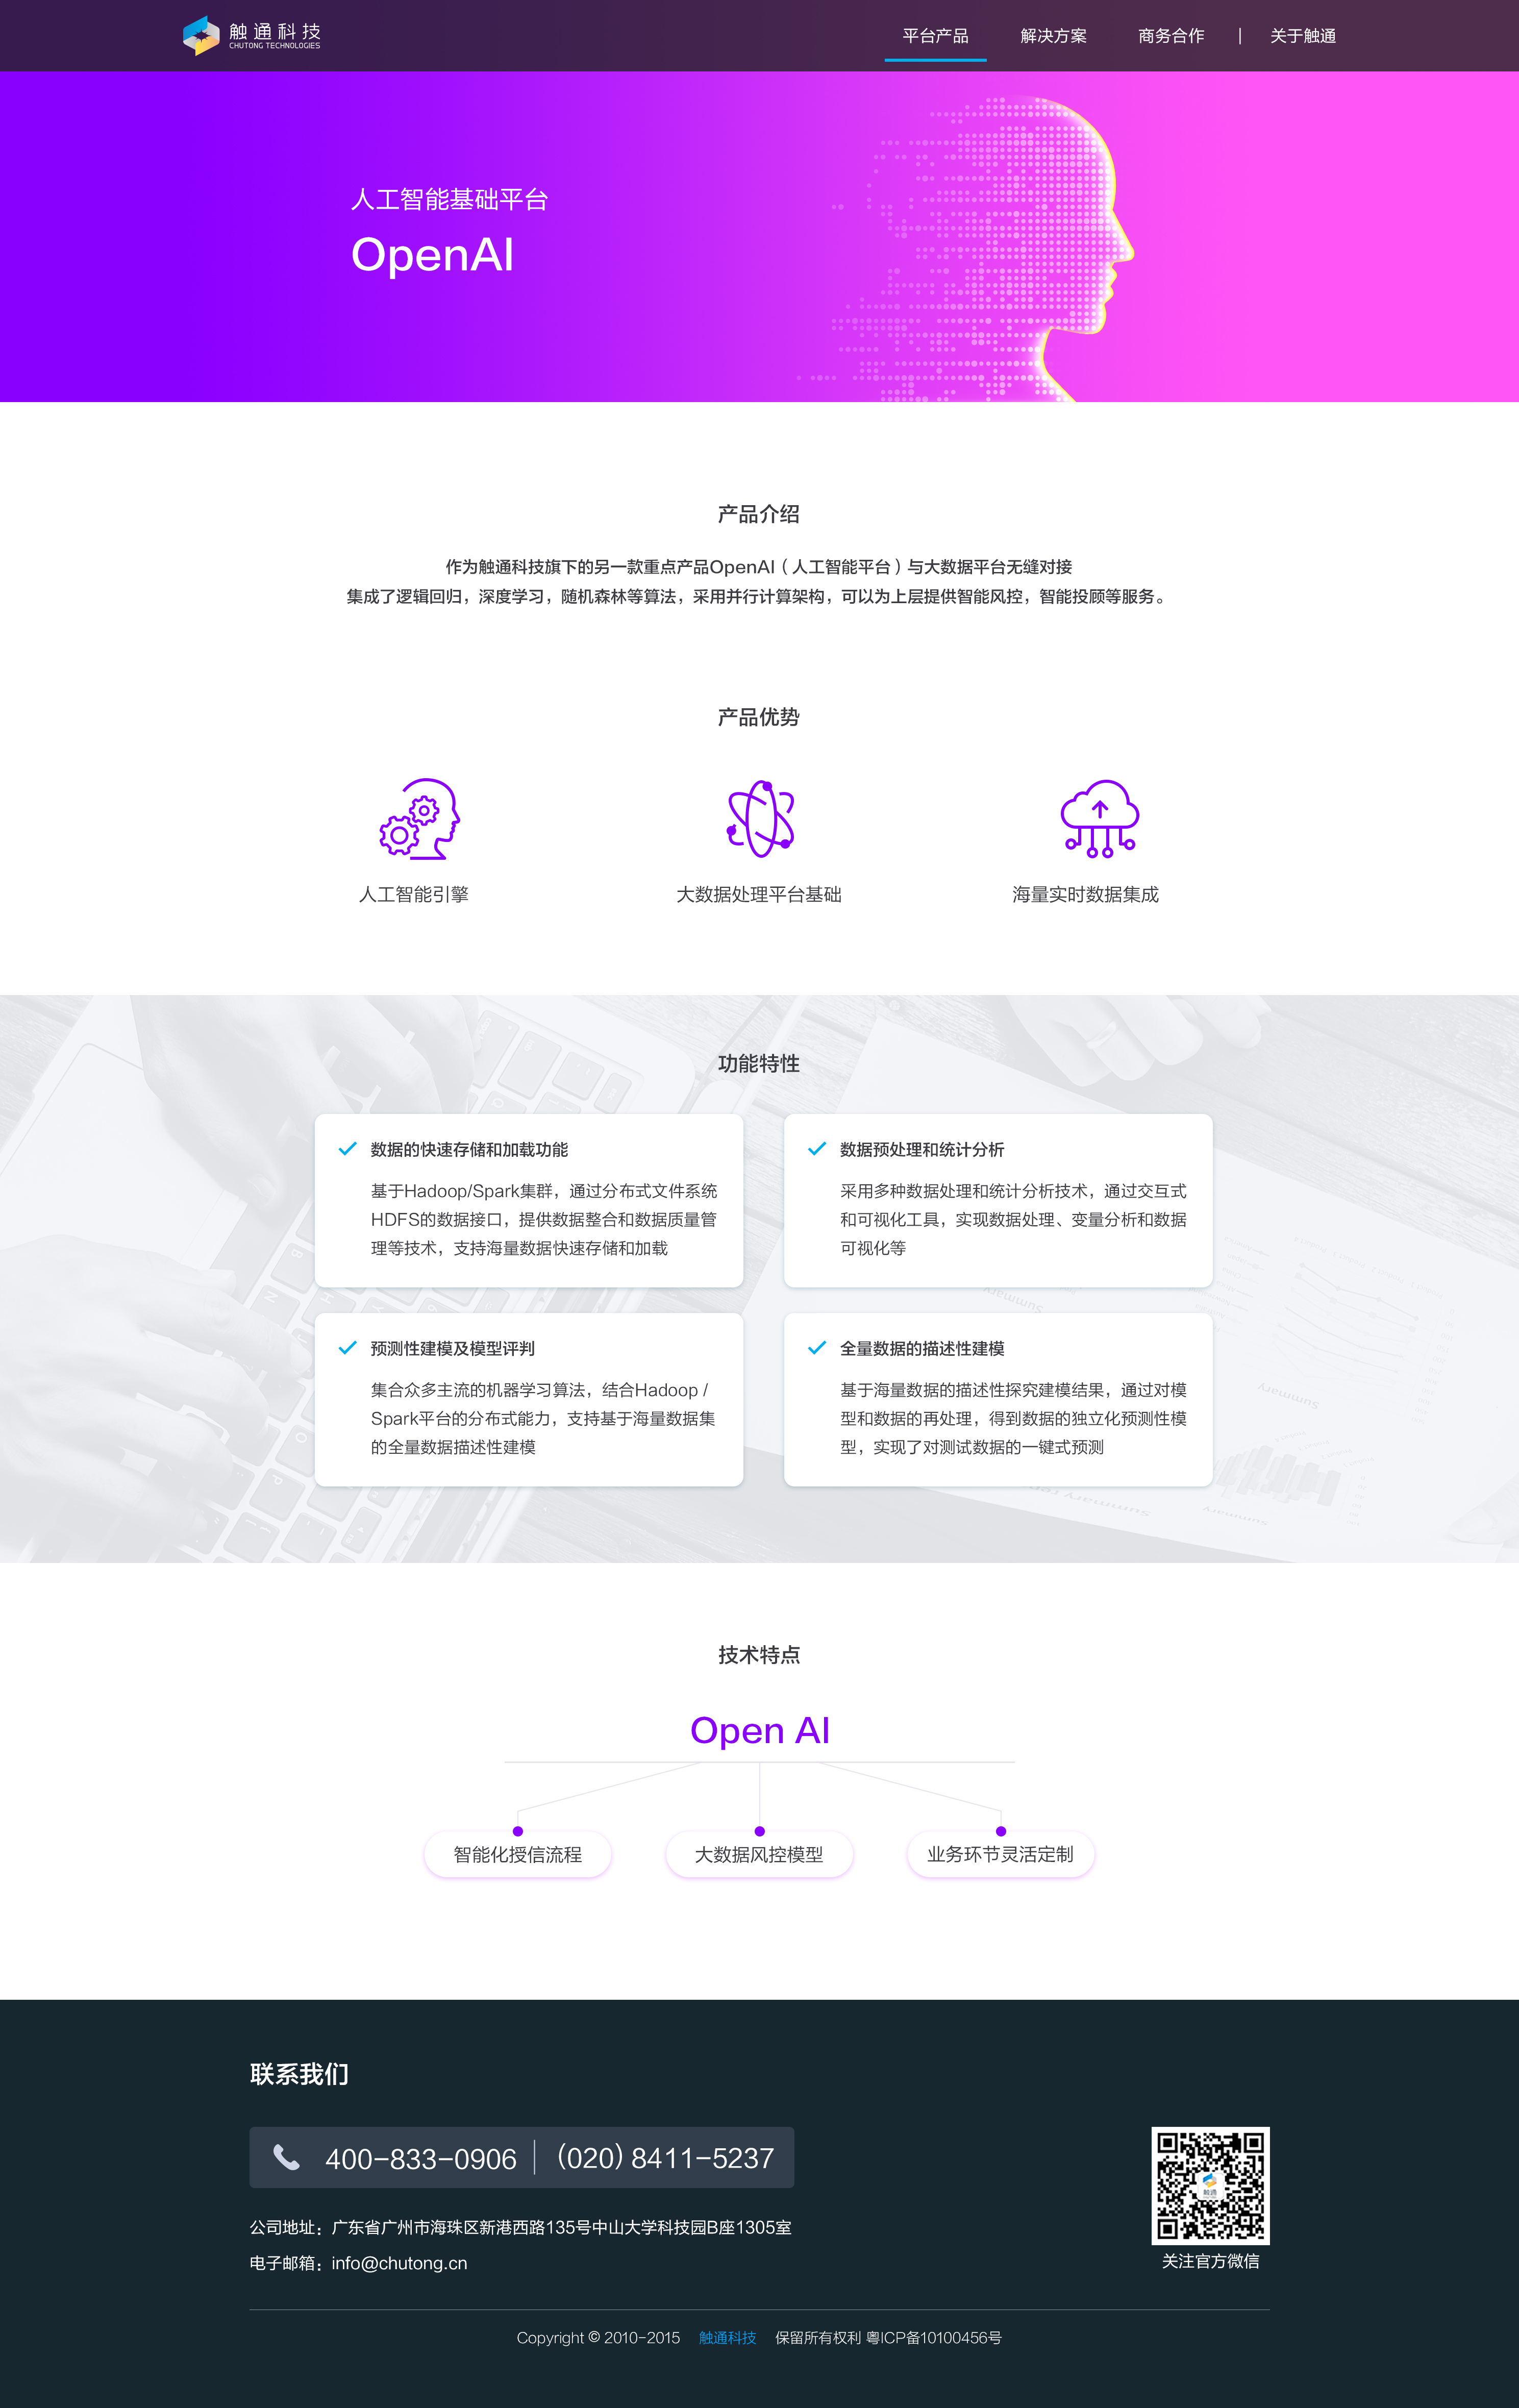 触通科技
CHUTONG TECHNOLOGIES
平台产品 解决方案 商务合作 | 关于触通
人工智能基础平台
OpenAI
产品介绍
作为触通科技旗下的另一款重点产品OpenAI（人工智能平台）与大数据平台无缝对接
集成了逻辑回归，深度学习，随机森林等算法，采用并行计算架构，可以为上层提供智能风控，智能投顾等服务。
产品优势
人工智能引擎
大数据处理平台基础
海量实时数据集成
功能特性
数据的快速存储和加载功能
基于Hadoop/Spark集群，通过分布式文件系统
HDFS的数据接口，提供数据整合和数据质量管
理等技术，支持海量数据快速存储和加载
数据预处理和统计分析
采用多种数据处理和统计分析技术，通过交互式
和可视化工具，实现数据处理、变量分析和数据
可视化等
预测性建模及模型评判
集合众多主流的机器学习算法，结合Hadoop /
Spark平台的分布式能力，支持基于海量数据集
的全量数据描述性建模
全量数据的描述性建模
基于海量数据的描述性探究建模结果，通过对模
型和数据的再处理，得到数据的独立化预测性模
型，实现了对测试数据的一键式预测
Summary
Summary
Summary
技术特点
Open AI
智能化授信流程
大数据风控模型
业务环节灵活定制
联系我们
400-833-0906 | (020) 8411-5237
公司地址：广东省广州市海珠区新港西路135号中山大学科技园B座1305室
电子邮箱：info@chutong.cn
触通
关注官方微信
Copyright © 2010-2015 触通科技 保留所有权利 粤ICP备10100456号